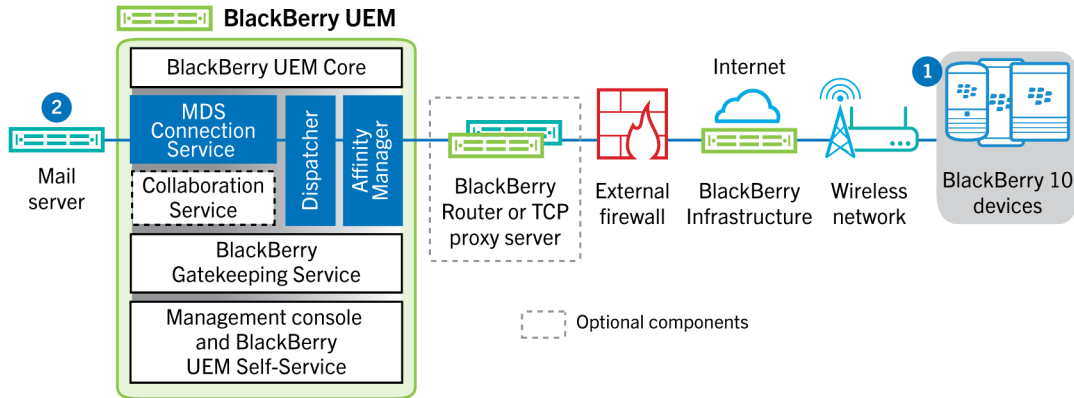 BlackBerry UEM
BlackBerry UEM Core
MDS
Connection
Service
Collaboration
Service
Dispatcher
Affinity
Manager
BlackBerry
Gatekeeping Service
Management console
and BlackBerry
UEM Self-Service
2
Mail
server
BlackBerry
Router or TCP
proxy server
External
firewall
Internet
BlackBerry
Infrastructure
Wireless
network
1
BlackBerry 10
devices
Optional components